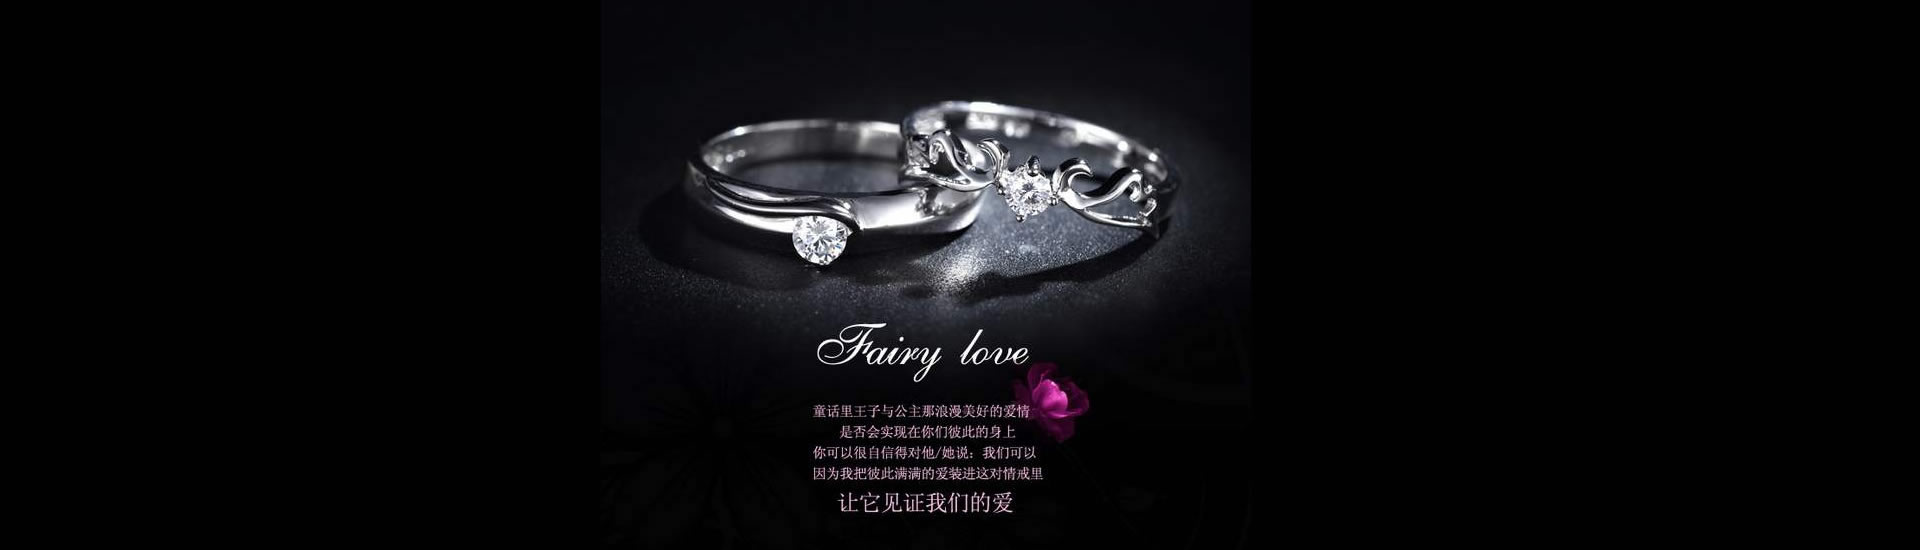 Fairy love
童话里王子与公主那浪漫美好的爱情
是否会实现在你们彼此的身上
你可以很自信得对他/她说：我们可以
因为我把彼此满满的爱装进这对情戒里
让它见证我们的爱